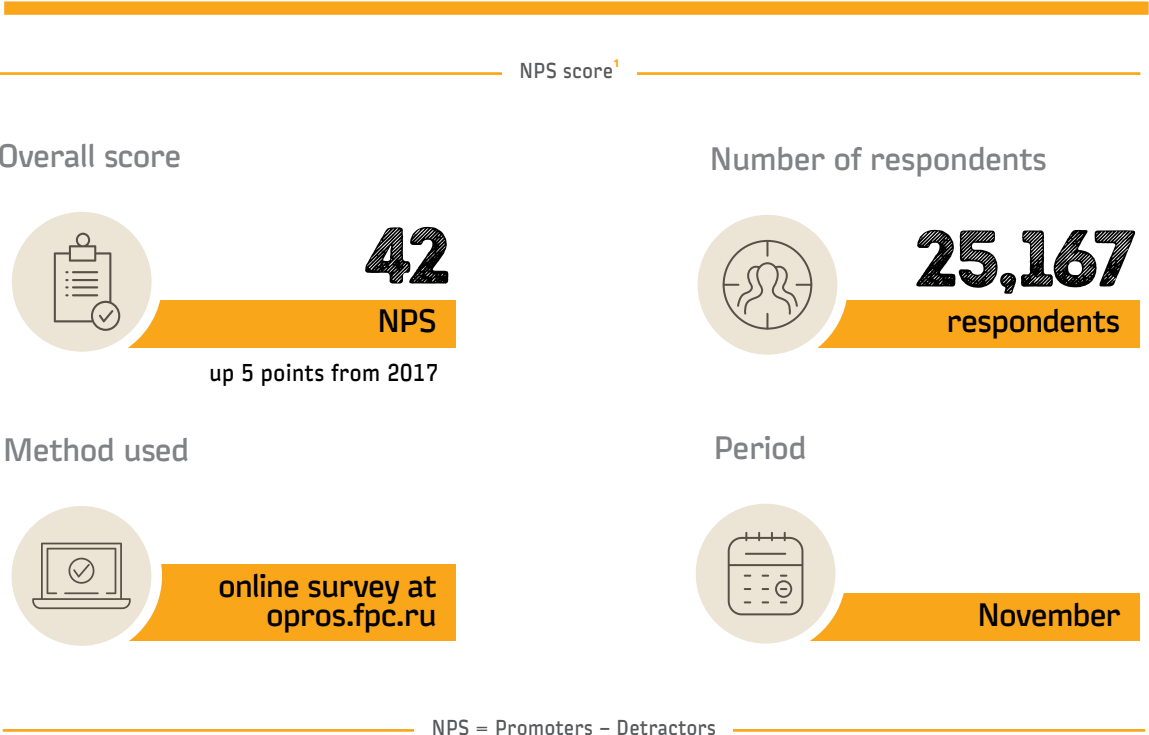 NPS score¹
Overall score
42
NPS
up 5 points from 2017
Number of respondents
25,167
respondents
Method used
online survey at
opros.fpc.ru
Period
November
NPS = Promoters – Detractors